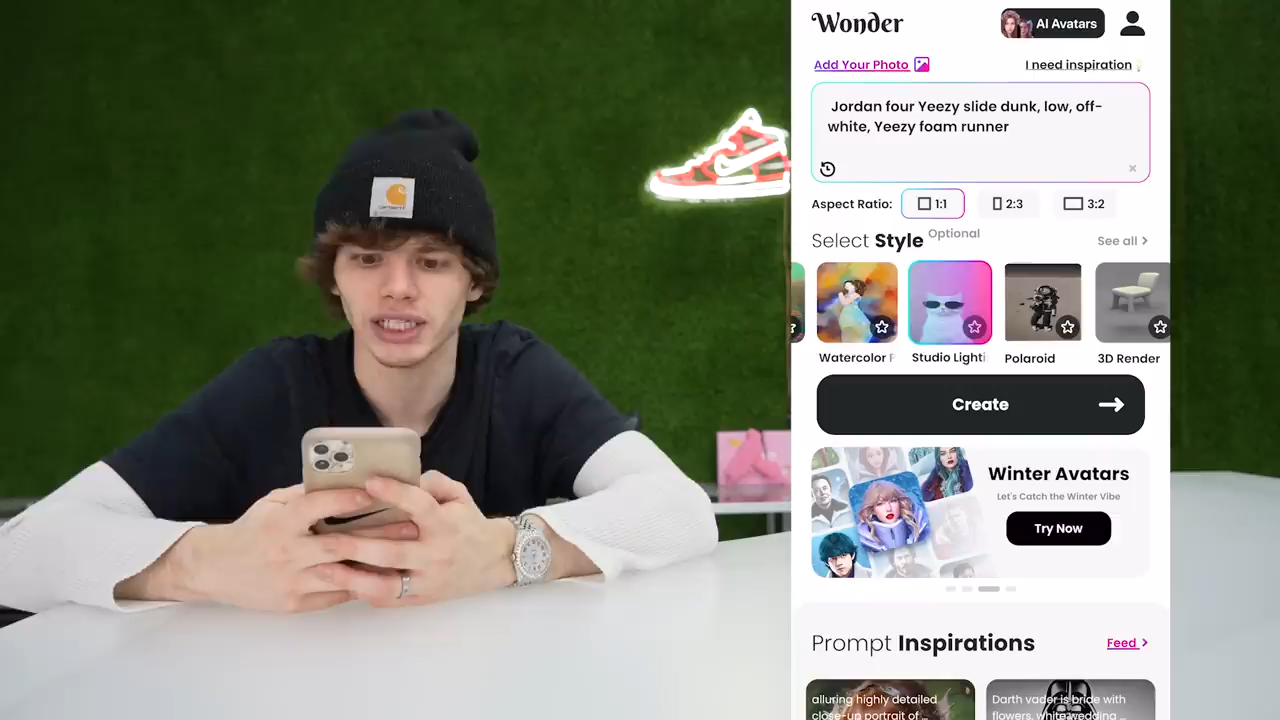 Wonder
AI Avatars
Add Your Photo
I need inspiration
Jordan four Yeezy slide dunk, low, off-
white, Yeezy foam runner
Aspect Ratio:
1:1
2:3
3:2
Select Style
Optional
See all >
Watercolor
Studio Lighti
Polaroid
3D Render
Create
Winter Avatars
Let's Catch the Winter Vibe
Try Now
Prompt Inspirations
Feed >
alluring highly detailed
close-up portrait of ...
Darth vader is bride with
flowers, white wedding ...
carhartt